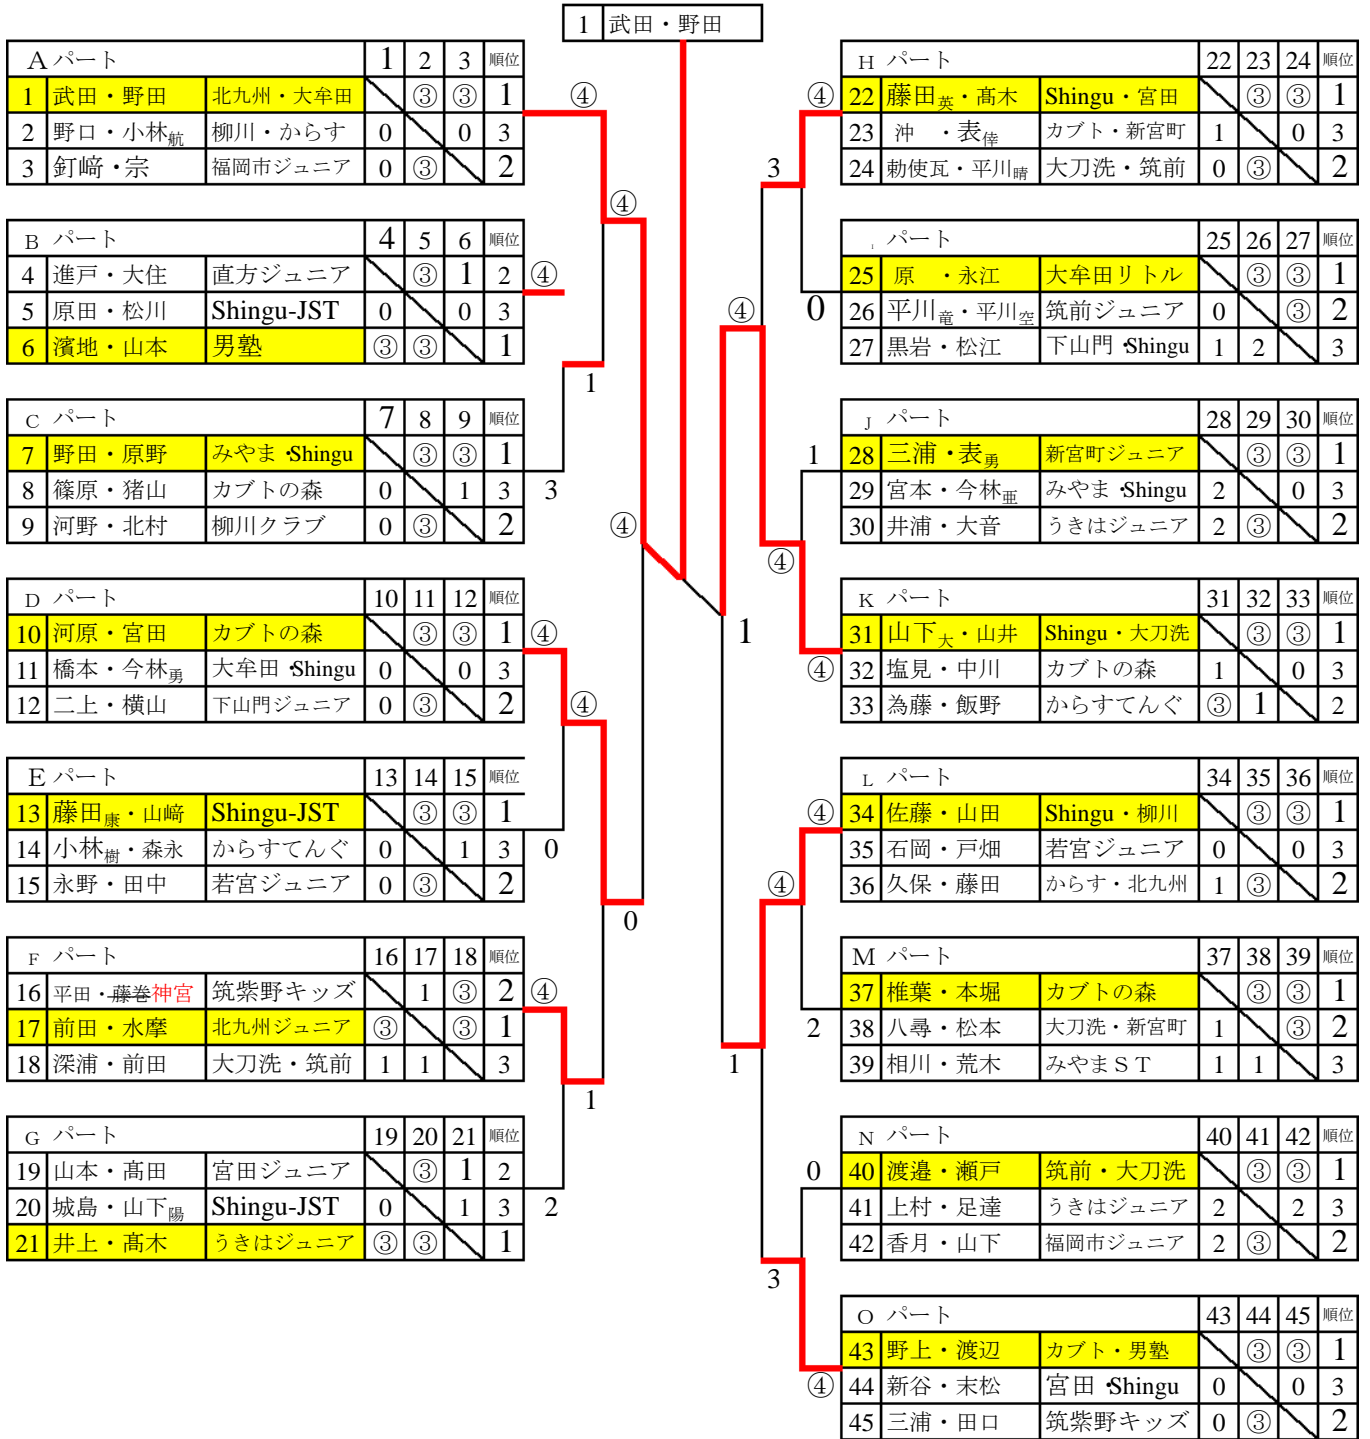 1 武田・野田
A パート 1 2 3 順位
1 武田・野田 北九州・大牟田 ③ ③ 1
2 野口・小林航 柳川・からす 0 0 3
3 釘﨑・宗 福岡市ジュニア 0 ③ 2
④
④
B パート 4 5 6 順位
4 進戸・大住 直方ジュニア ③ 1 2
5 原田・松川 Shingu-JST 0 0 3
6 濱地・山本 男塾 ③ ③ 1
④
1
C パート 7 8 9 順位
7 野田・原野 みやま・Shingu ③ ③ 1
8 篠原・猪山 カブトの森 0 1 3
9 河野・北村 柳川クラブ 0 ③ 2
3
④
D パート 10 11 12 順位
10 河原・宮田 カブトの森 ③ ③ 1
11 橋本・今林勇 大牟田・Shingu 0 0 3
12 二上・横山 下山門ジュニア 0 ③ 2
④
④
E パート 13 14 15 順位
13 藤田康・山﨑 Shingu-JST ③ ③ 1
14 小林樹・森永 からすてんぐ 0 1 3
15 永野・田中 若宮ジュニア 0 ③ 2
0
0
F パート 16 17 18 順位
16 平田・藤巻神宮 筑紫野キッズ 1 ③ 2
17 前田・水摩 北九州ジュニア ③ ③ 1
18 深浦・前田 大刀洗・筑前 1 1 3
④
1
G パート 19 20 21 順位
19 山本・髙田 宮田ジュニア ③ 1 2
20 城島・山下陽 Shingu-JST 0 1 3
21 井上・髙木 うきはジュニア ③ ③ 1
2
H パート 22 23 24 順位
22 藤田英・髙木 Shingu・宮田 ③ ③ 1
23 沖・表倖 カブト・新宮町 1 0 3
24 勅使瓦・平川晴 大刀洗・筑前 0 ③ 2
④
3
I パート 25 26 27 順位
25 原・永江 大牟田リトル ③ ③ 1
26 平川竜・平川空 筑前ジュニア 0 ③ 2
27 黒岩・松江 下山門・Shingu 1 2 3
0
④
J パート 28 29 30 順位
28 三浦・表勇 新宮町ジュニア ③ ③ 1
29 宮本・今林亜 みやま・Shingu 2 0 3
30 井浦・大音 うきはジュニア 2 ③ 2
1
④
K パート 31 32 33 順位
31 山下大・山井 Shingu・大刀洗 ③ ③ 1
32 塩見・中川 カブトの森 1 0 3
33 為藤・飯野 からすてんぐ ③ 1 2
④
1
L パート 34 35 36 順位
34 佐藤・山田 Shingu・柳川 ③ ③ 1
35 石岡・戸畑 若宮ジュニア 0 0 3
36 久保・藤田 からす・北九州 1 ③ 2
④
④
M パート 37 38 39 順位
37 椎葉・本堀 カブトの森 ③ ③ 1
38 八尋・松本 大刀洗・新宮町 1 ③ 2
39 相川・荒木 みやまＳＴ 1 1 3
2
1
N パート 40 41 42 順位
40 渡邉・瀬戸 筑前・大刀洗 ③ ③ 1
41 上村・足達 うきはジュニア 2 2 3
42 香月・山下 福岡市ジュニア 2 ③ 2
0
3
O パート 43 44 45 順位
43 野上・渡辺 カブト・男塾 ③ ③ 1
44 新谷・末松 宮田・Shingu 0 0 3
45 三浦・田口 筑紫野キッズ 0 ③ 2
④